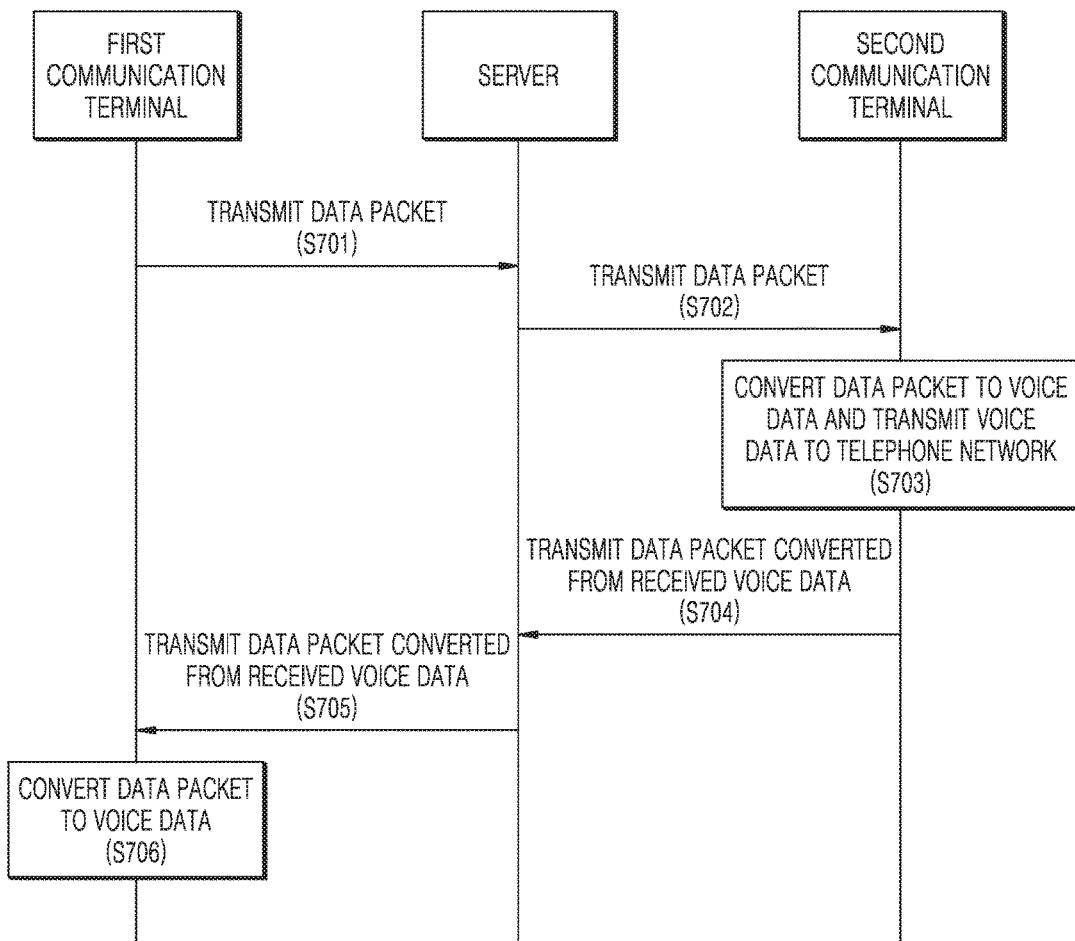 FIRST
COMMUNICATION
TERMINAL
SERVER
SECOND
COMMUNICATION
TERMINAL
TRANSMIT DATA PACKET
(S701)
TRANSMIT DATA PACKET
(S702)
CONVERT DATA PACKET TO VOICE
DATA AND TRANSMIT VOICE
DATA TO TELEPHONE NETWORK
(S703)
TRANSMIT DATA PACKET CONVERTED
FROM RECEIVED VOICE DATA
(S704)
TRANSMIT DATA PACKET CONVERTED
FROM RECEIVED VOICE DATA
(S705)
CONVERT DATA PACKET
TO VOICE DATA
(S706)